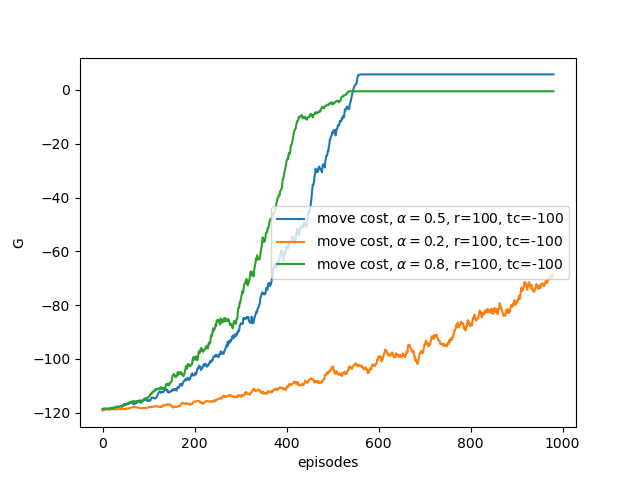 0
−20
−40
−60
−80
−100
−120
G
move cost, α = 0.5, r=100, tc=-100
move cost, α = 0.2, r=100, tc=-100
move cost, α = 0.8, r=100, tc=-100
0 200 400 600 800 1000
episodes